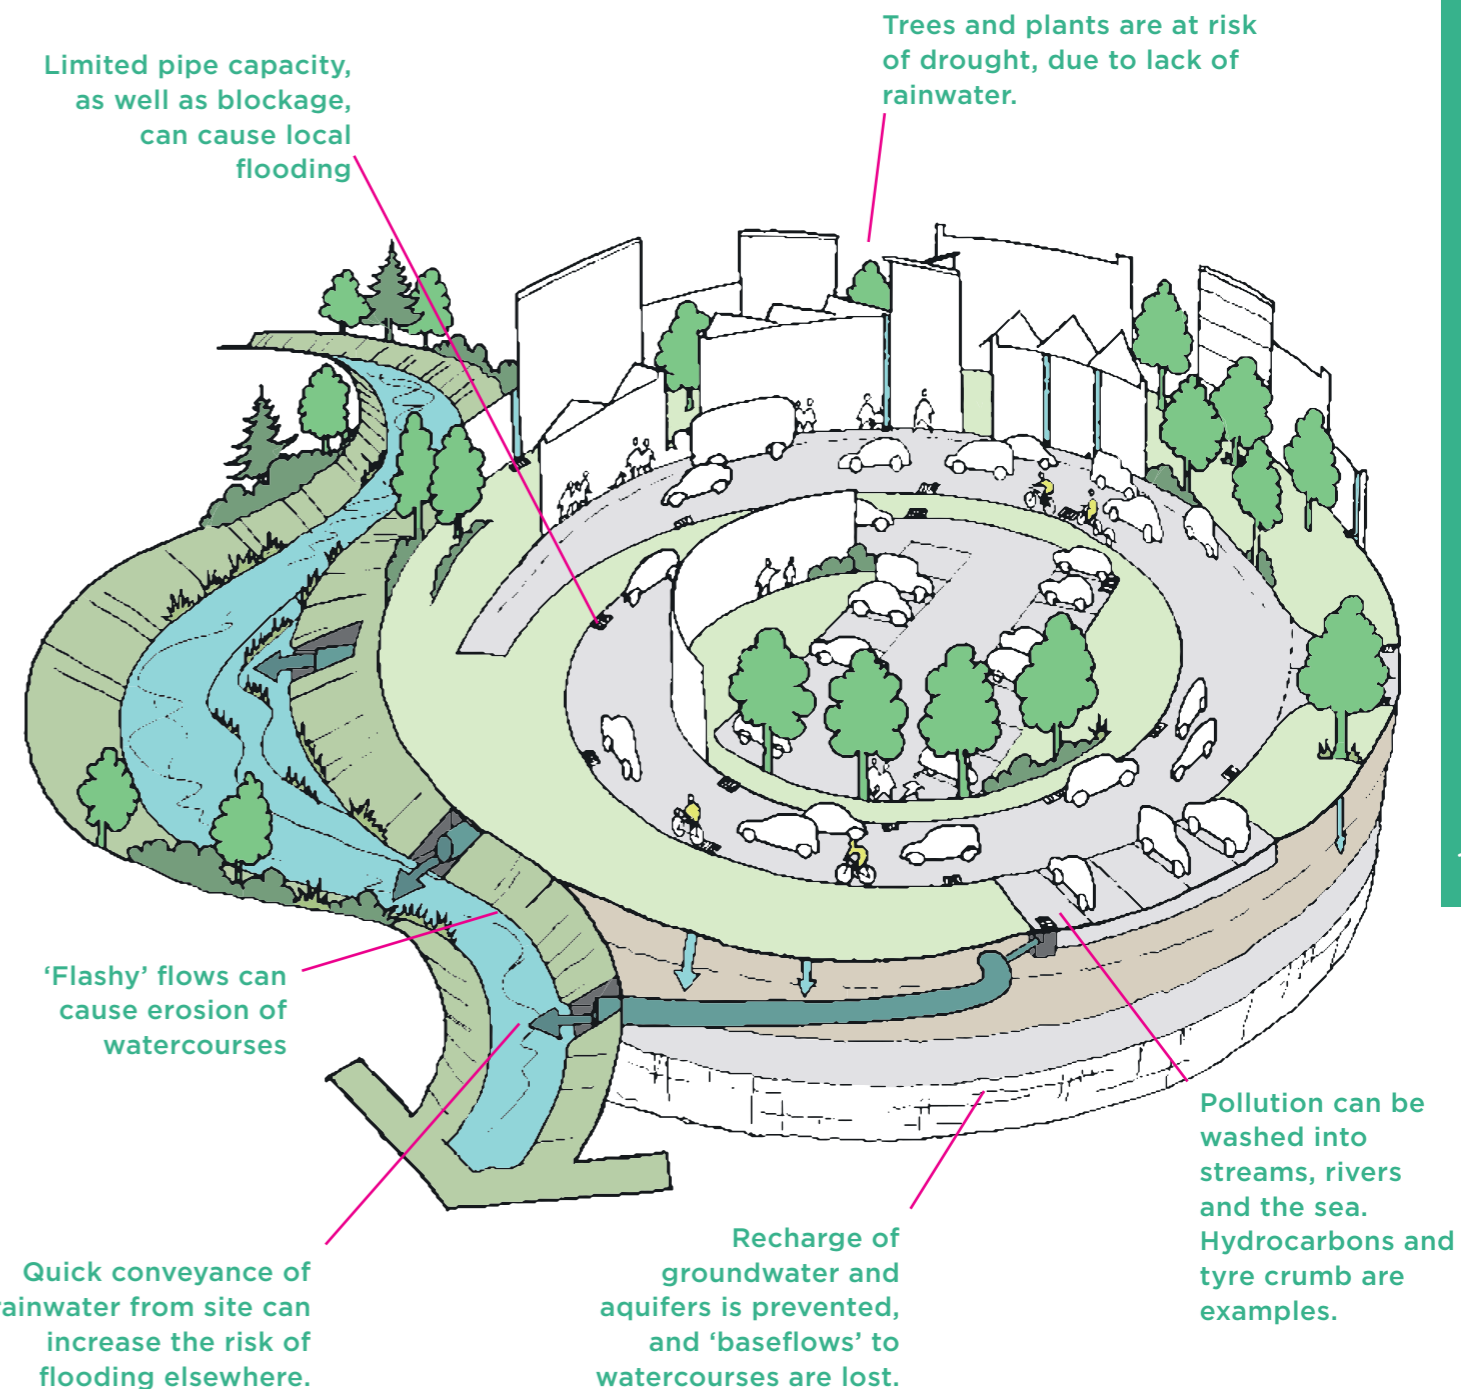 Trees and plants are at risk
of drought, due to lack of
rainwater.
Limited pipe capacity,
as well as blockage,
can cause local
flooding
‘Flashy’ flows can
cause erosion of
watercourses
Quick conveyance of
rainwater from site can
increase the risk of
flooding elsewhere.
Recharge of
groundwater and
aquifers is prevented,
and ‘baseflows’ to
watercourses are lost.
Pollution can be
washed into
streams, rivers
and the sea.
Hydrocarbons and
tyre crumb are
examples.